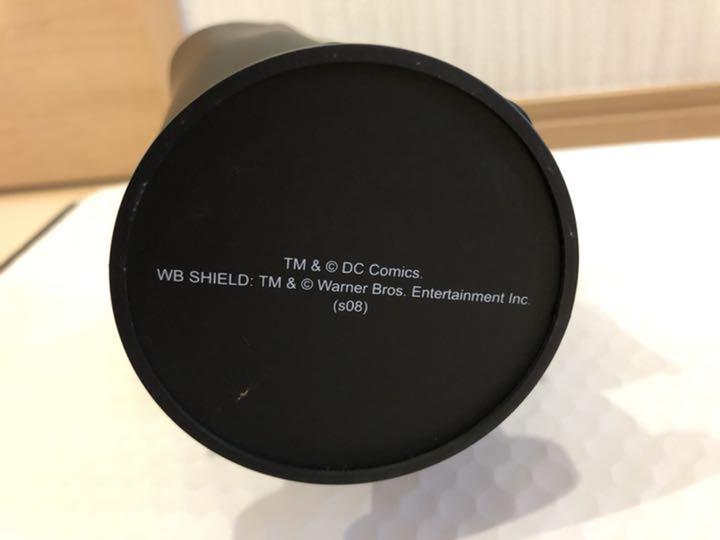 TM & © DC Comics.
WB SHIELD: TM & © Warner Bros. Entertainment Inc.
(s08)